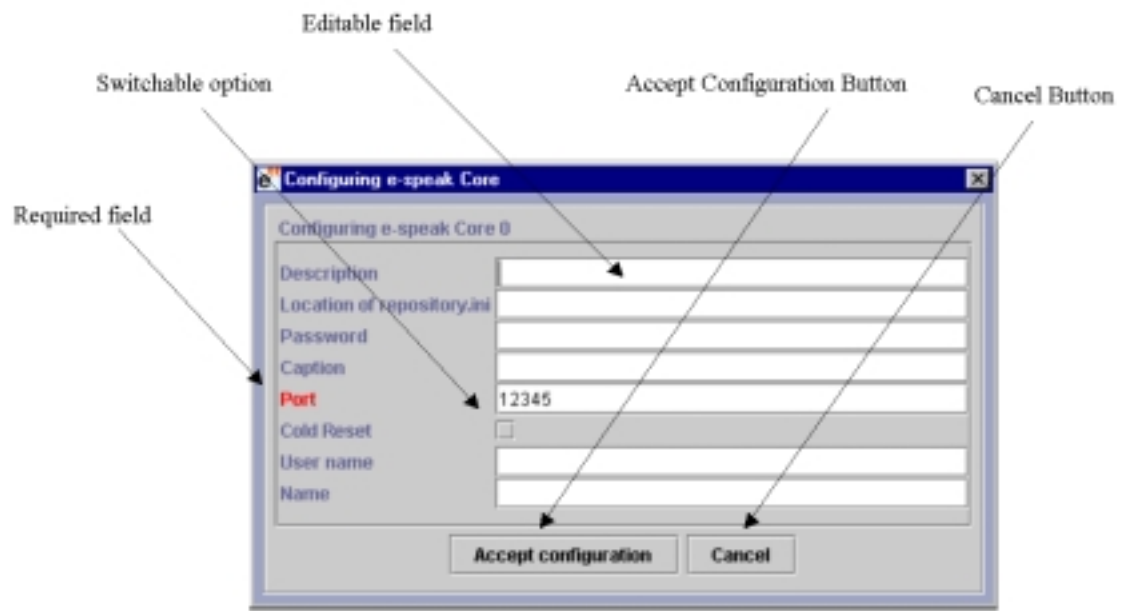 Editable field
Switchable option
Accept Configuration Button
Cancel Button
Required field
e
Configuring e-speak Core
Configuring e-speak Core 0
Description
Location of repository.ini
Password
Caption
Port 12345
Cold Reset
User name
Name
Accept configuration Cancel